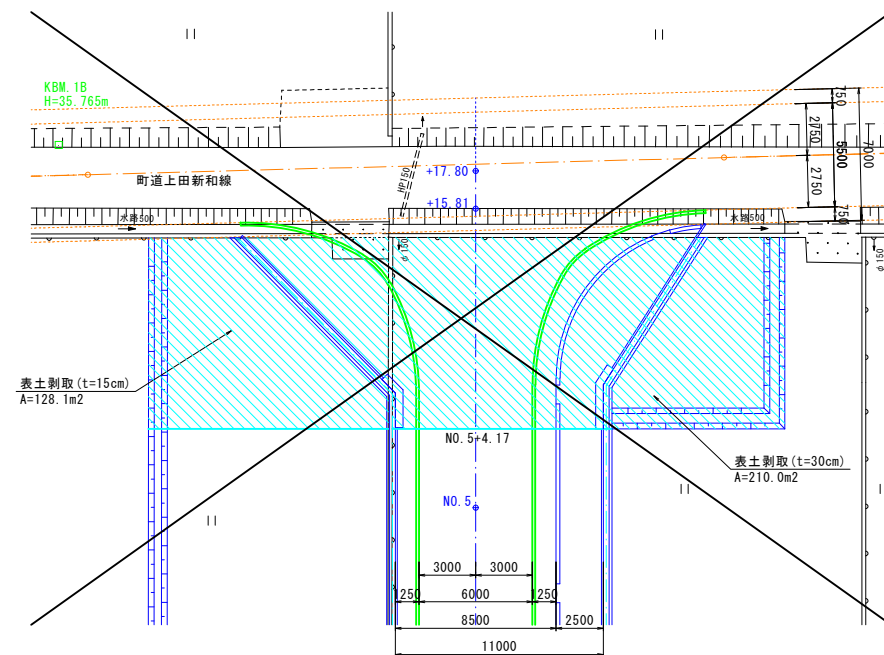 KBM.1B
H=35.765m
750
2750
5500
7000
2750
750
+17.80
HP150
町道上田新和線
+15.81
水路500
水路500
φ150
φ150
表土剥取(t=15cm)
A=128.1m2
NO.5+4.17
表土剥取(t=30cm)
A=210.0m2
NO.5
3000
3000
1250
6000
1250
8500
2500
11000